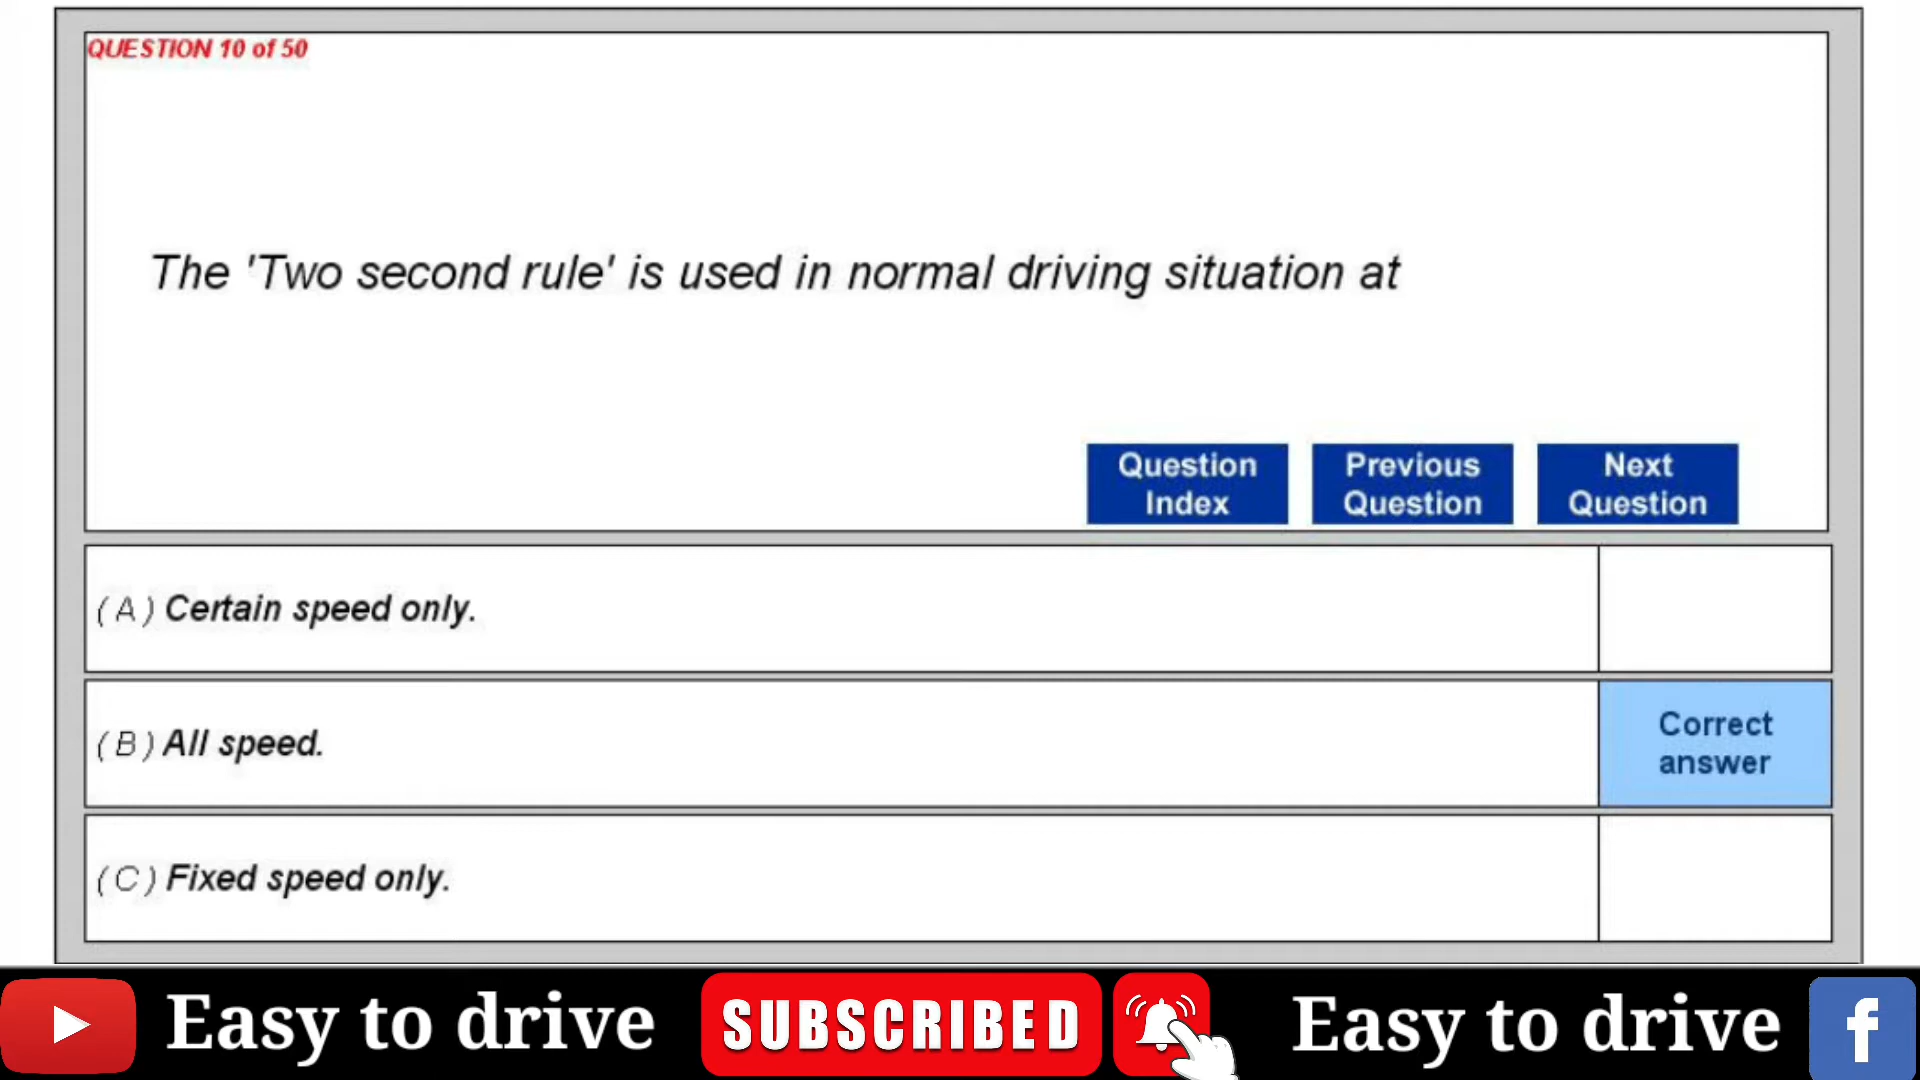 QUESTION 10 of 50
The 'Two second rule' is used in normal driving situation at
Question Index
Previous Question
Next Question
(A) Certain speed only.
(B) All speed.
Correct answer
(C) Fixed speed only.
Easy to drive
SUBSCRIBED
Easy to drive
f